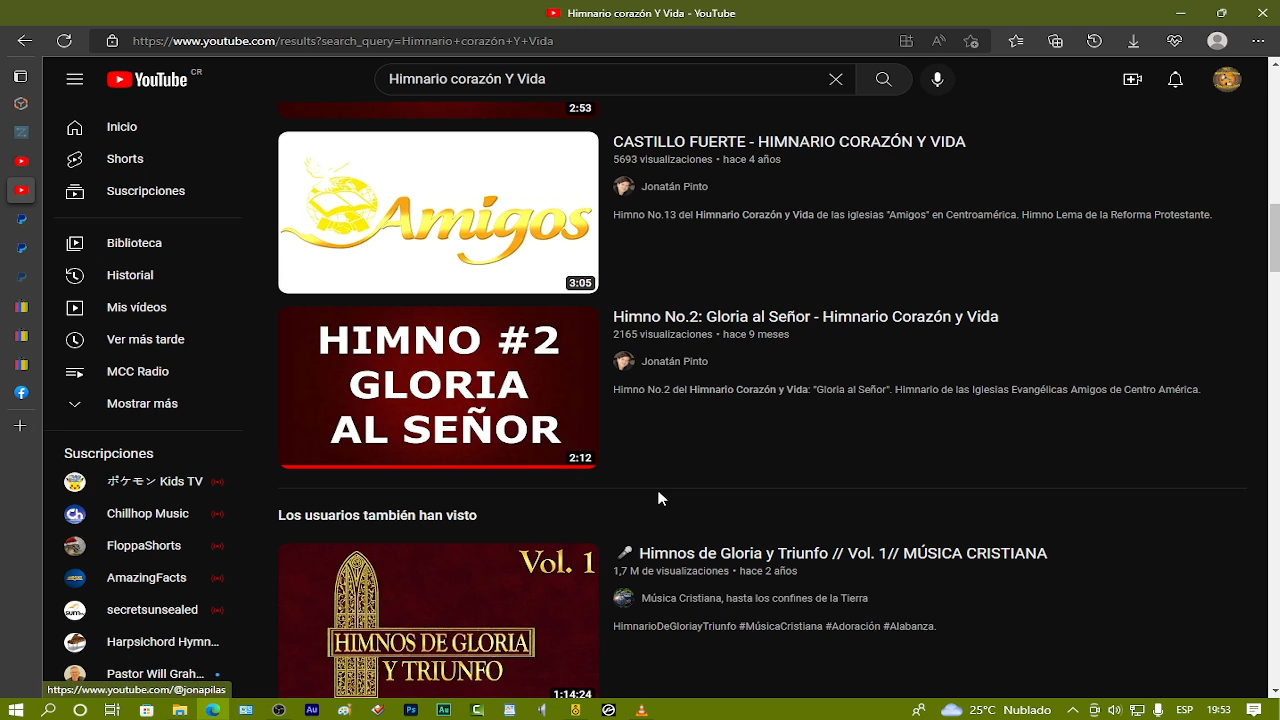 Himnario corazón Y Vida - YouTube
https://www.youtube.com/results?search_query=Himnario+corazón+Y+Vida
YouTube CR
Himnario corazón Y Vida
Inicio
Shorts
Suscripciones
Biblioteca
Historial
Mis vídeos
Ver más tarde
MCC Radio
Mostrar más
Suscripciones
ポケモン Kids TV
Chillhop Music
FloppaShorts
AmazingFacts
secretsunsealed
Harpsichord Hymn...
Pastor Will Grah...
https://www.youtube.com/@jonapilas
2:53
Amigos
3:05
CASTILLO FUERTE - HIMNARIO CORAZÓN Y VIDA
5693 visualizaciones • hace 4 años
Jonatán Pinto
Himno No.13 del Himnario Corazón y Vida de las iglesias "Amigos" en Centroamérica. Himno Lema de la Reforma Protestante.
HIMNO #2
GLORIA
AL SEÑOR
2:12
Himno No.2: Gloria al Señor - Himnario Corazón y Vida
2165 visualizaciones • hace 9 meses
Jonatán Pinto
Himno No.2 del Himnario Corazón y Vida: "Gloria al Señor". Himnario de las Iglesias Evangélicas Amigos de Centro América.
Los usuarios también han visto
Vol. 1
HIMNOS DE GLORIA
Y TRIUNFO
1:14:24
🎤 Himnos de Gloria y Triunfo // Vol. 1// MÚSICA CRISTIANA
1,7 M de visualizaciones • hace 2 años
Música Cristiana, hasta los confines de la Tierra
HimnarioDeGloriayTriunfo #MúsicaCristiana #Adoración #Alabanza.
25°C Nublado
ESP
19:53